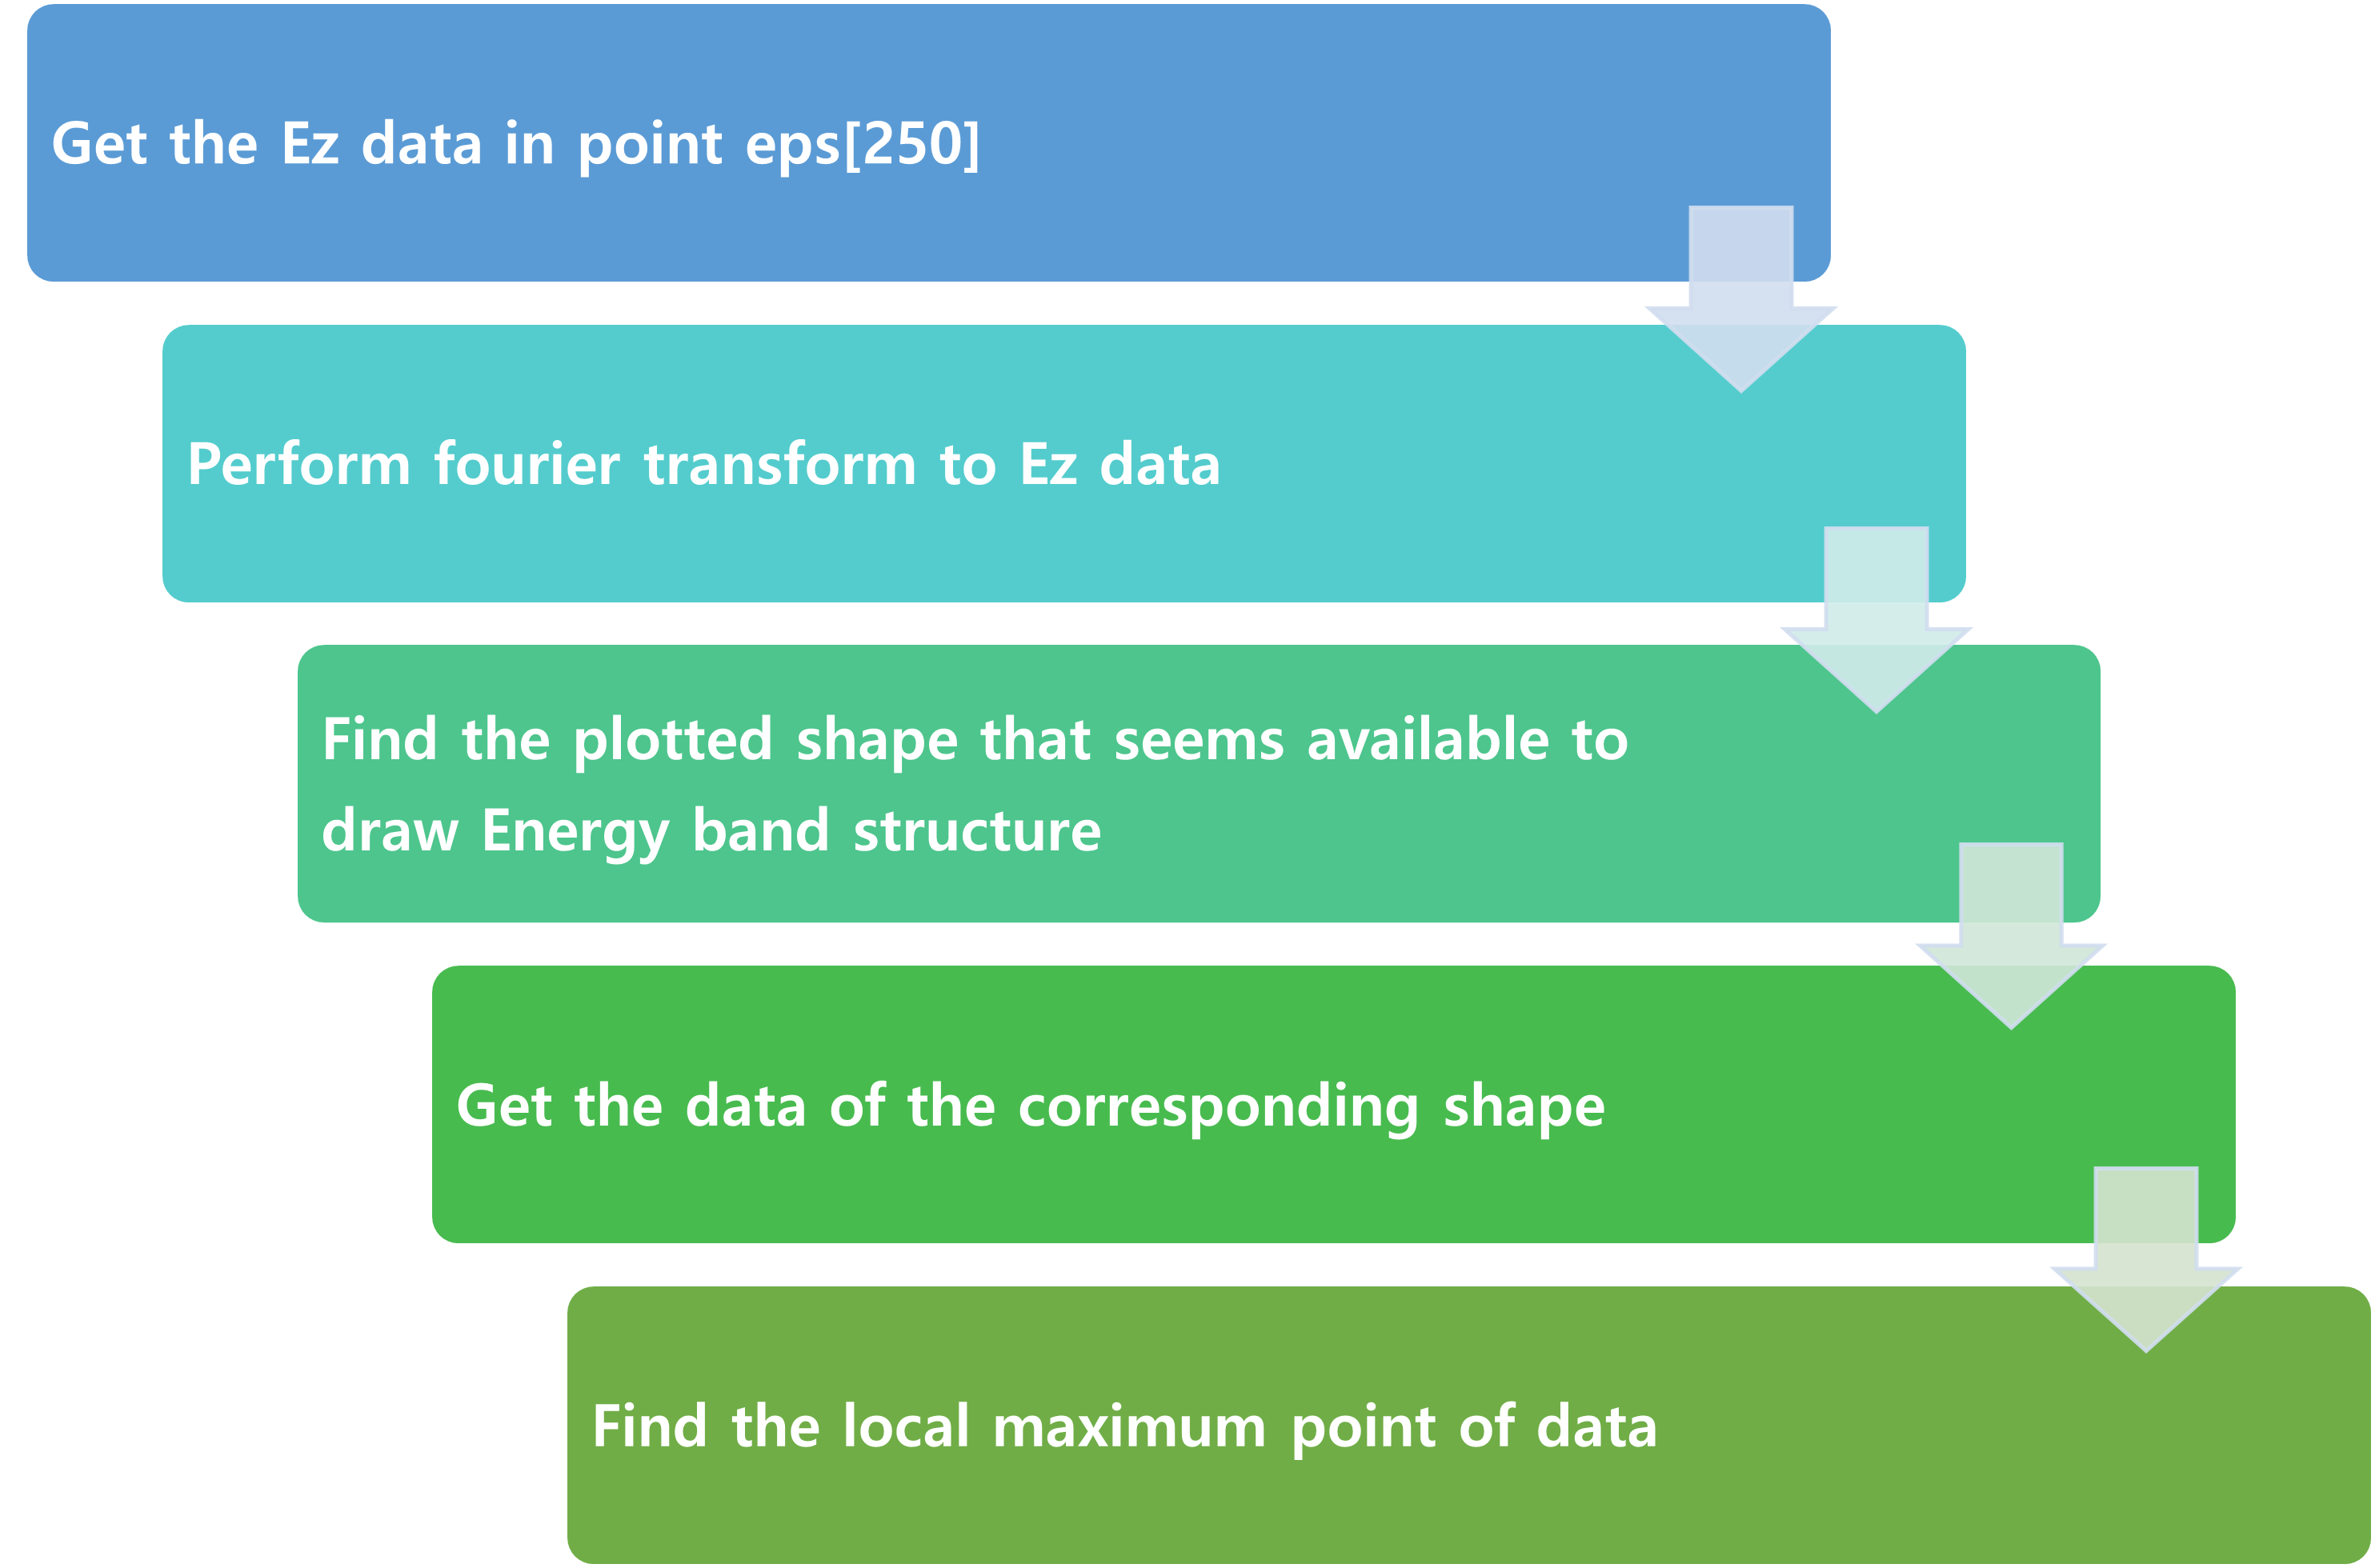 Get the Ez data in point eps[250]
Perform fourier transform to Ez data
Find the plotted shape that seems available to
draw Energy band structure
Get the data of the corresponding shape
Find the local maximum point of data